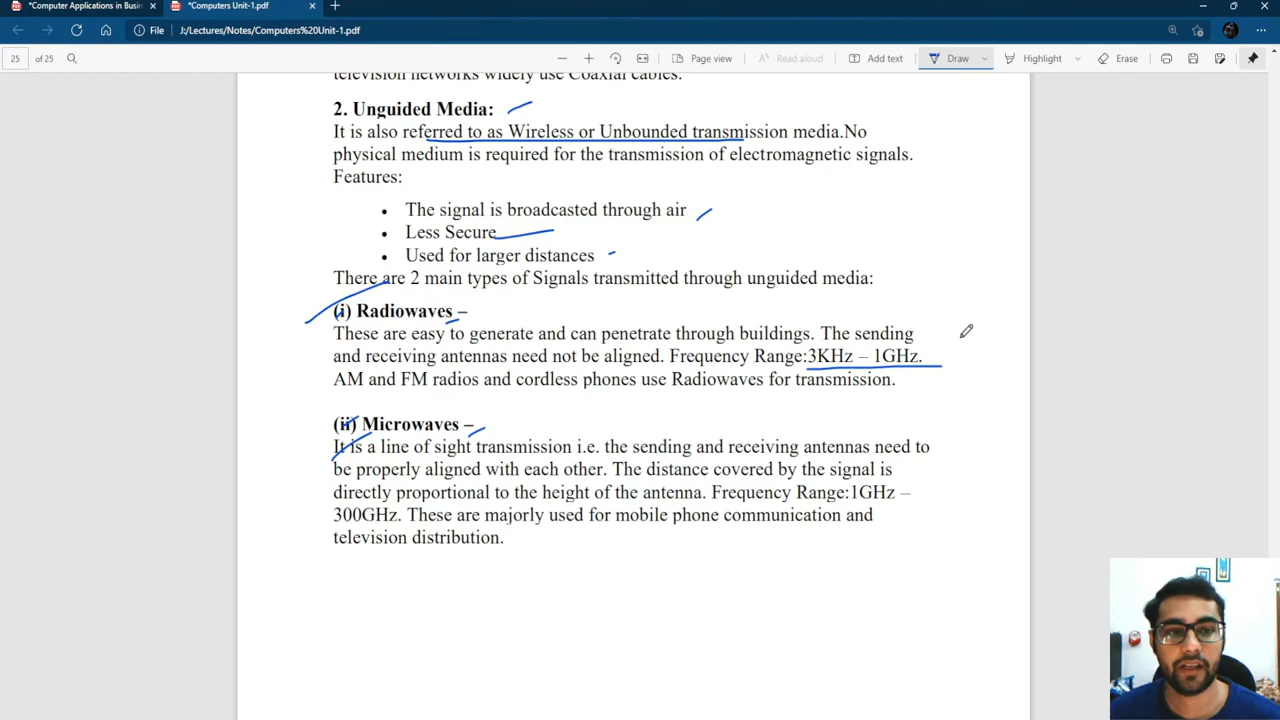 *Computer Applications in Busin
*Computers Unit-1.pdf
File
J:/Lectures/Notes/Computers%20Unit-1.pdf
25 of 25
Page view
Read aloud
Add text
Draw
Highlight
Erase
television networks widely use Coaxial cables.
2. Unguided Media:
It is also referred to as Wireless or Unbounded transmission media.No
physical medium is required for the transmission of electromagnetic signals.
Features:
• The signal is broadcasted through air
• Less Secure
• Used for larger distances
There are 2 main types of Signals transmitted through unguided media:
(i) Radiowaves –
These are easy to generate and can penetrate through buildings. The sending
and receiving antennas need not be aligned. Frequency Range:3KHz – 1GHz.
AM and FM radios and cordless phones use Radiowaves for transmission.
(ii) Microwaves –
It is a line of sight transmission i.e. the sending and receiving antennas need to
be properly aligned with each other. The distance covered by the signal is
directly proportional to the height of the antenna. Frequency Range:1GHz –
300GHz. These are majorly used for mobile phone communication and
television distribution.